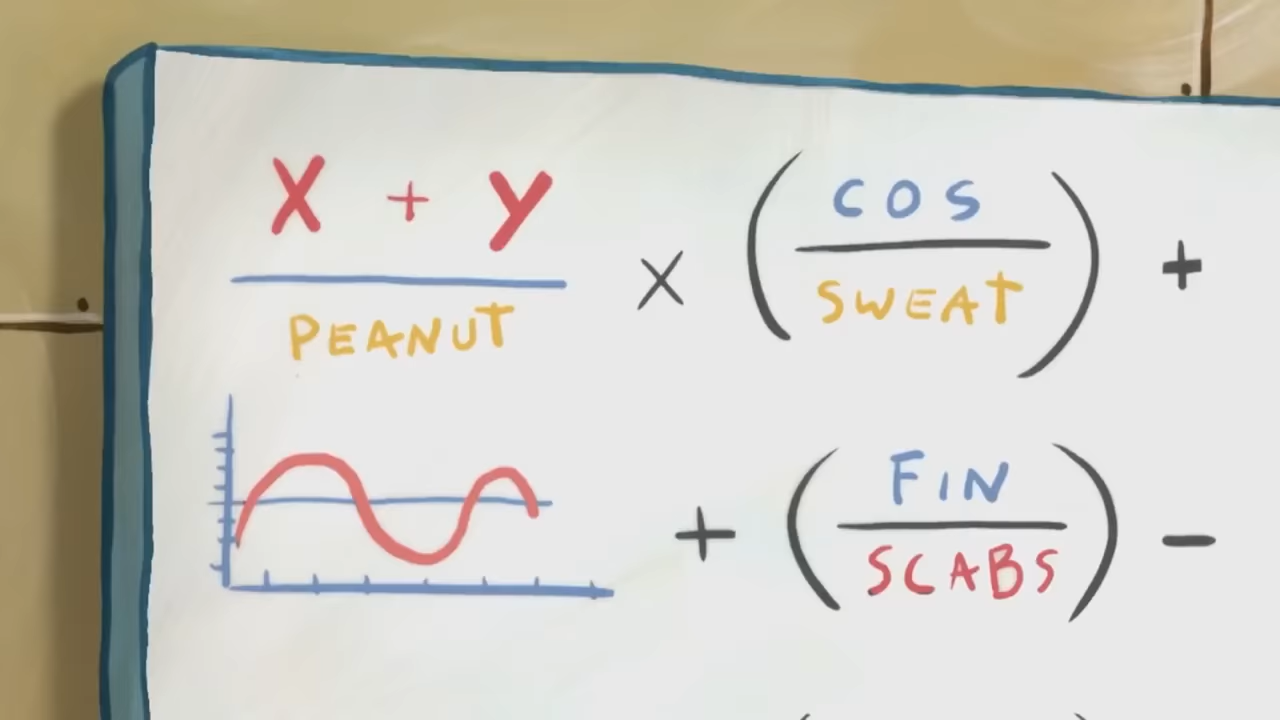 X + Y
PEANUT
× (COS / SWEAT) +
+ (FIN / SCABS) -